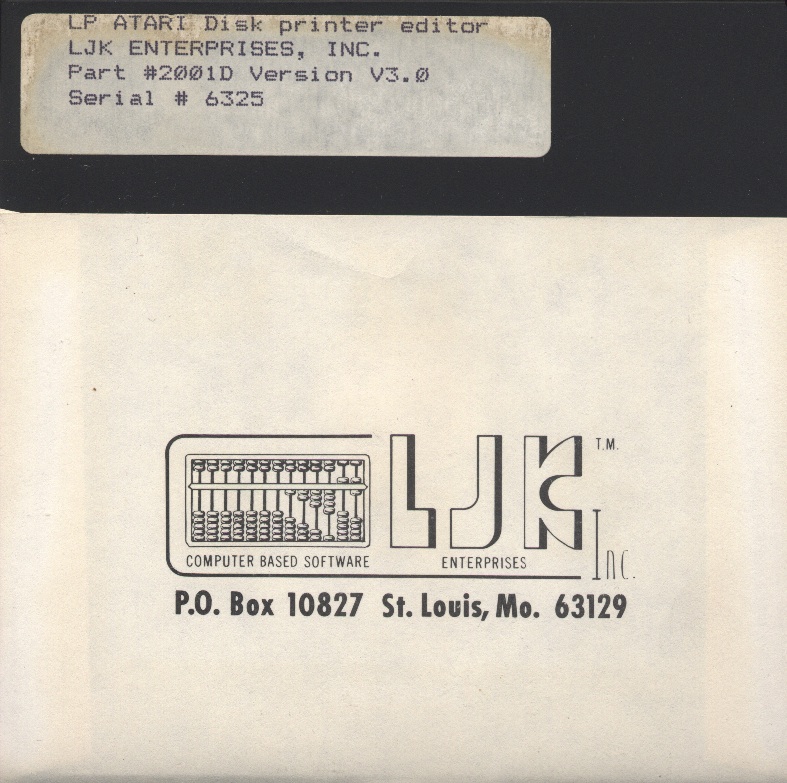 LP ATARI Disk printer editor
LJK ENTERPRISES, INC.
Part #2001D Version V3.0
Serial # 6325
LJK T.M.
COMPUTER BASED SOFTWARE ENTERPRISES Inc.
P.O. Box 10827 St. Louis, Mo. 63129